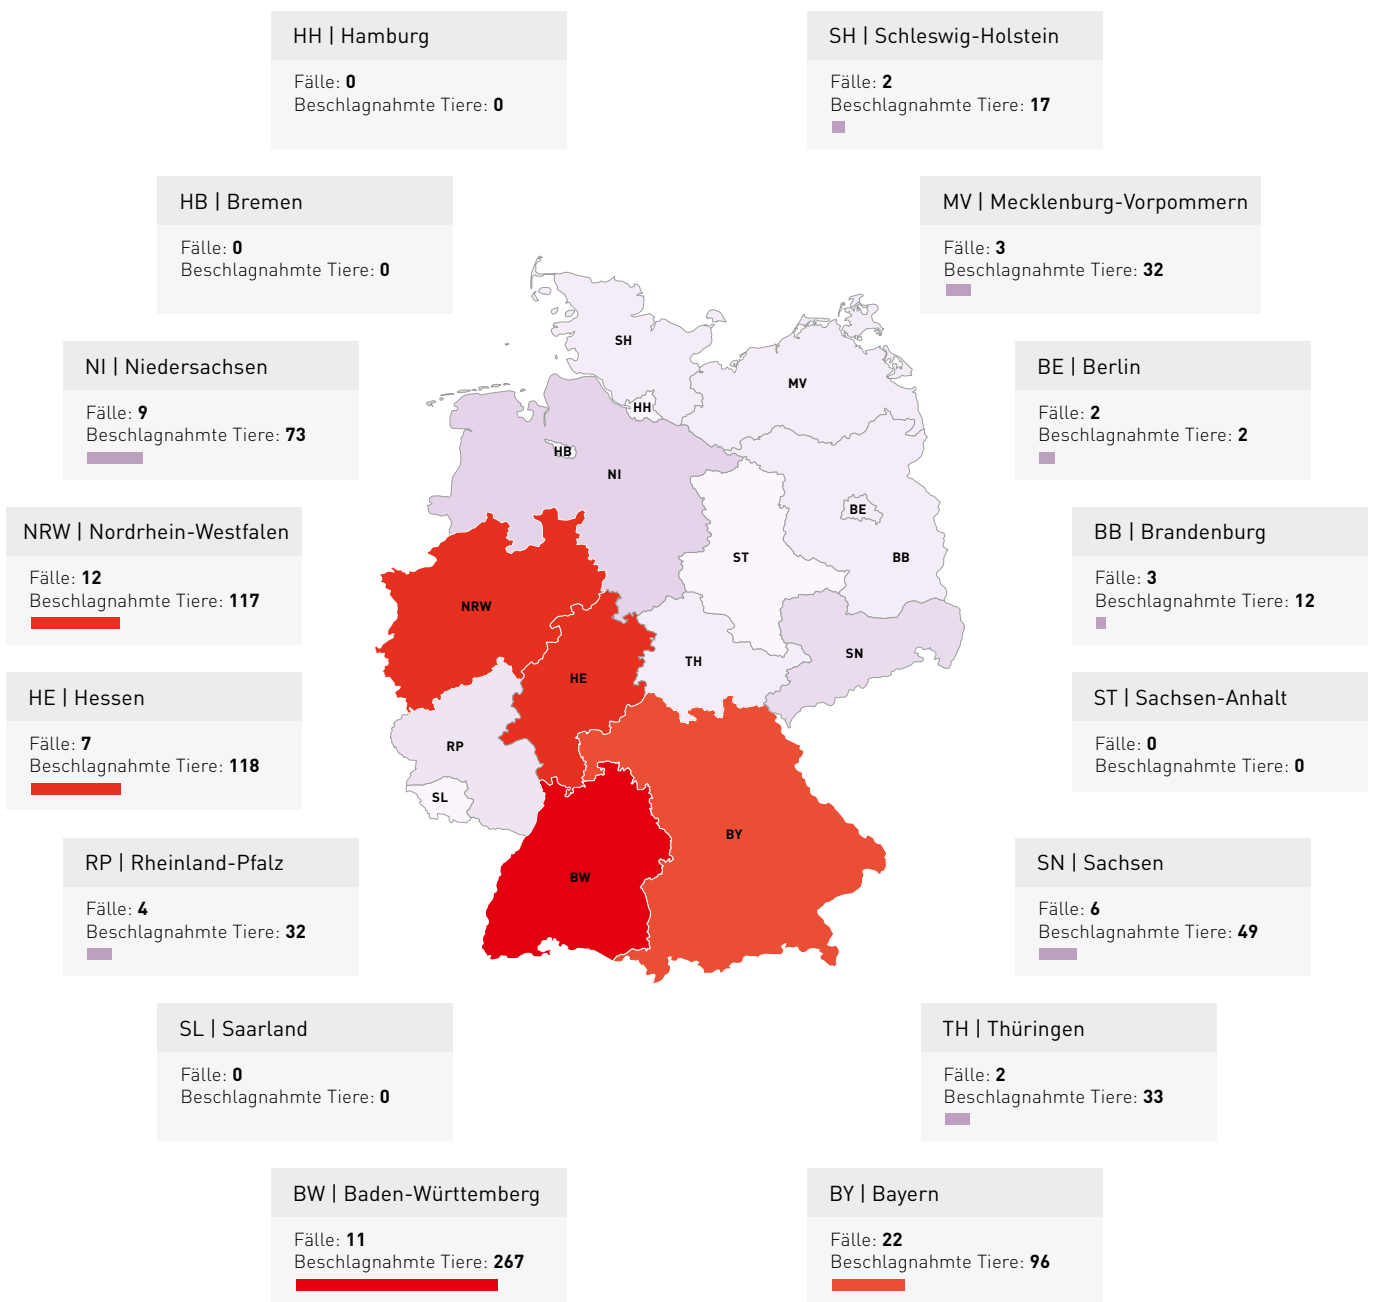 HH | Hamburg
Fälle: 0
Beschlagnahmte Tiere: 0
SH | Schleswig-Holstein
Fälle: 2
Beschlagnahmte Tiere: 17
HB | Bremen
Fälle: 0
Beschlagnahmte Tiere: 0
MV | Mecklenburg-Vorpommern
Fälle: 3
Beschlagnahmte Tiere: 32
NI | Niedersachsen
Fälle: 9
Beschlagnahmte Tiere: 73
BE | Berlin
Fälle: 2
Beschlagnahmte Tiere: 2
NRW | Nordrhein-Westfalen
Fälle: 12
Beschlagnahmte Tiere: 117
BB | Brandenburg
Fälle: 3
Beschlagnahmte Tiere: 12
HE | Hessen
Fälle: 7
Beschlagnahmte Tiere: 118
ST | Sachsen-Anhalt
Fälle: 0
Beschlagnahmte Tiere: 0
RP | Rheinland-Pfalz
Fälle: 4
Beschlagnahmte Tiere: 32
SN | Sachsen
Fälle: 6
Beschlagnahmte Tiere: 49
SL | Saarland
Fälle: 0
Beschlagnahmte Tiere: 0
TH | Thüringen
Fälle: 2
Beschlagnahmte Tiere: 33
BW | Baden-Württemberg
Fälle: 11
Beschlagnahmte Tiere: 267
BY | Bayern
Fälle: 22
Beschlagnahmte Tiere: 96
SH
MV
HH
HB
NI
BE
ST
BB
NRW
SN
TH
HE
RP
SL
BY
BW